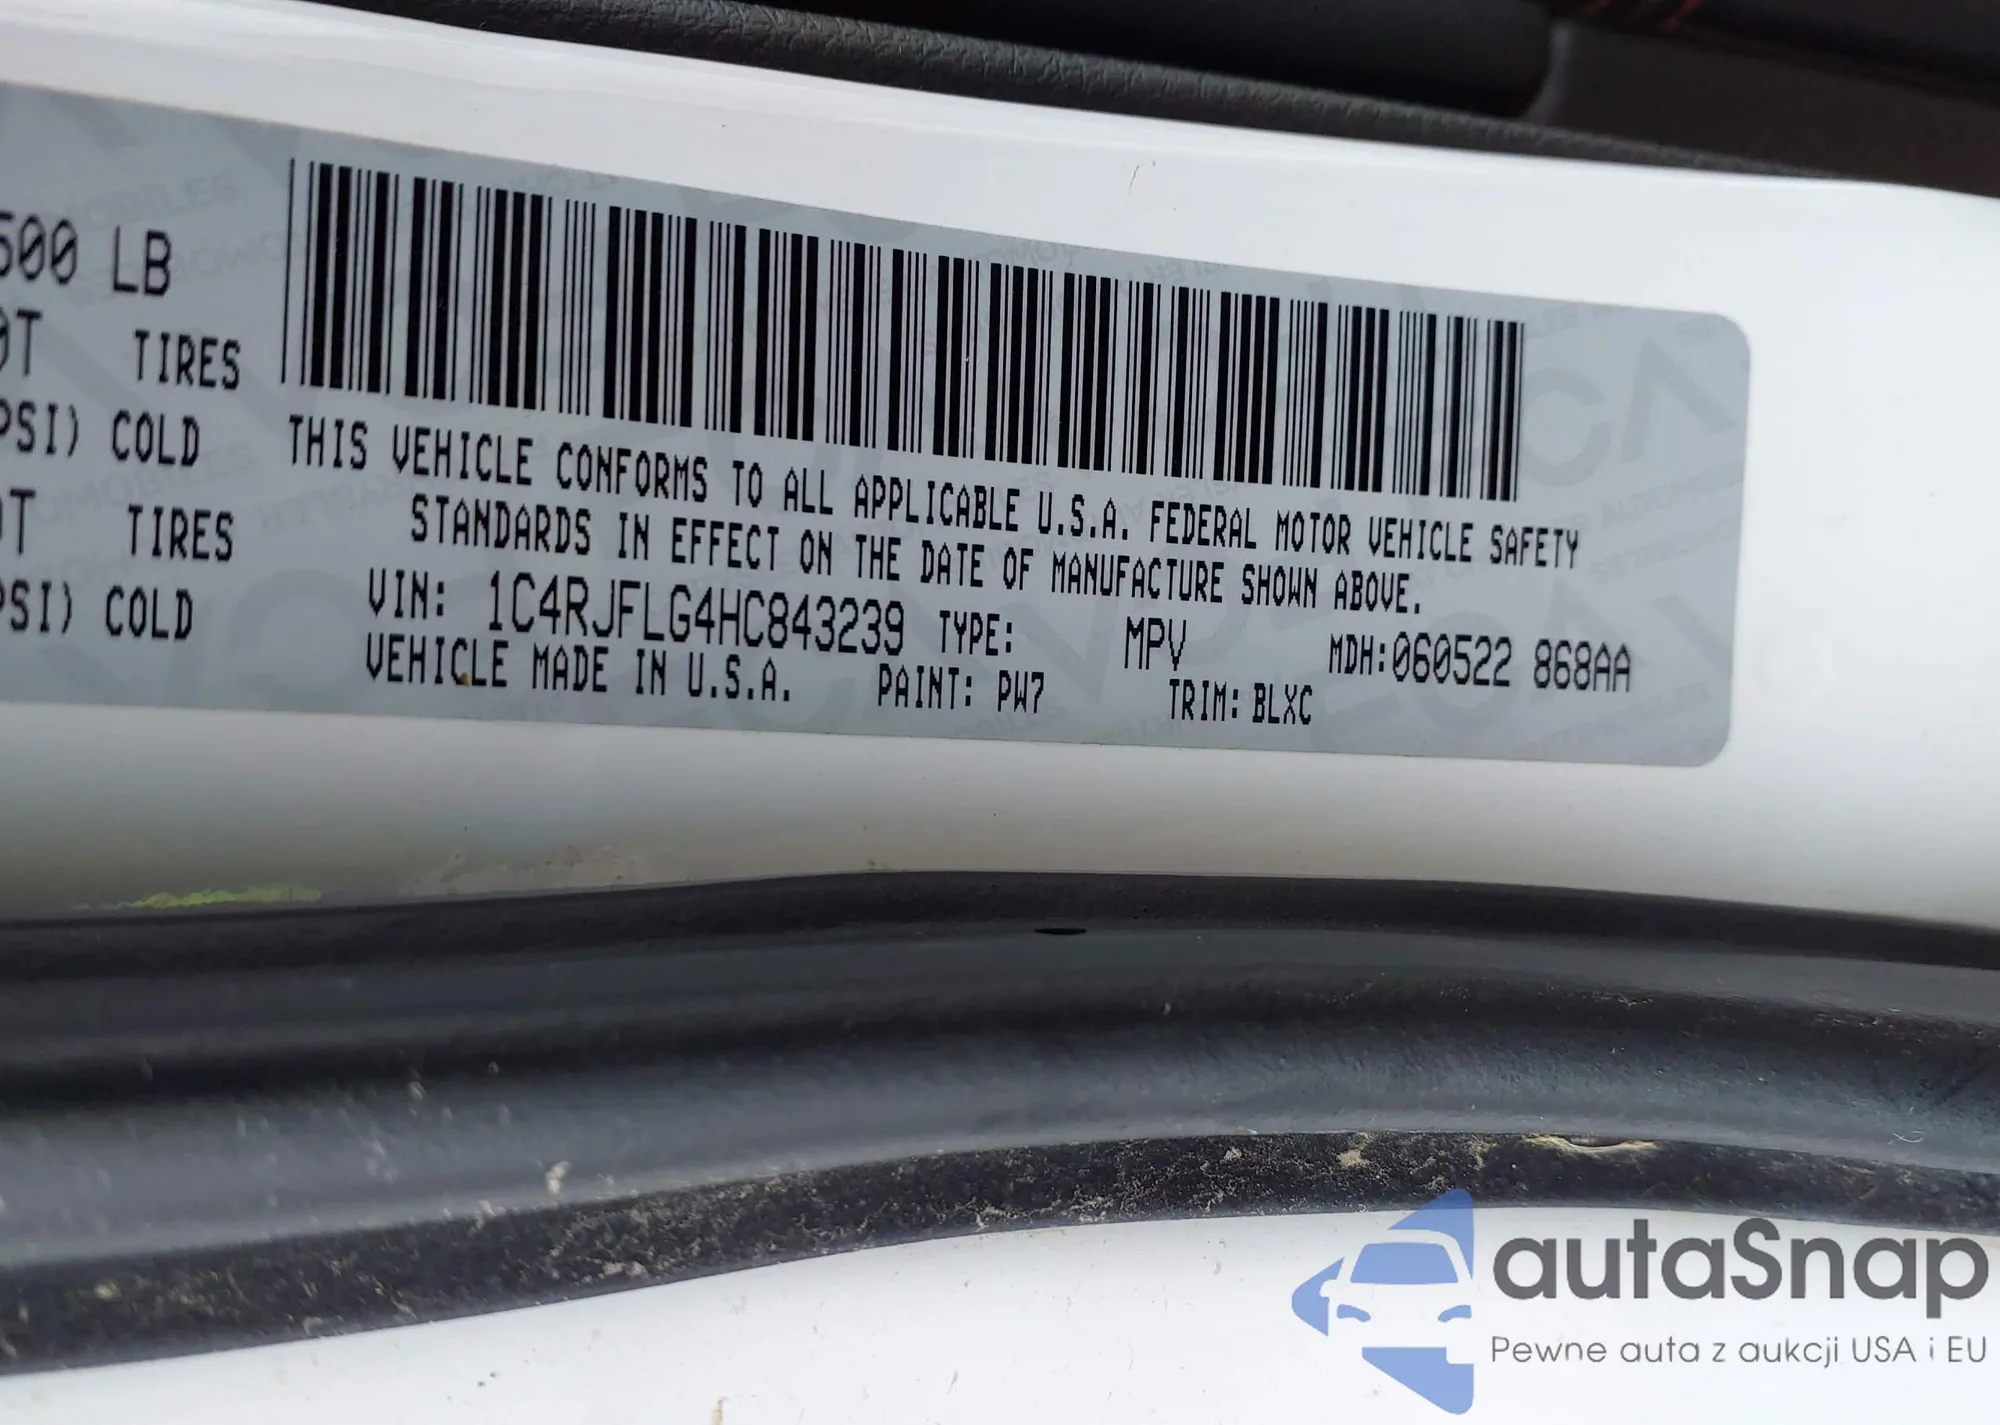 500 LB
0T TIRES
PSI) COLD
0T TIRES
PSI) COLD
THIS VEHICLE CONFORMS TO ALL APPLICABLE U.S.A. FEDERAL MOTOR VEHICLE SAFETY
STANDARDS IN EFFECT ON THE DATE OF MANUFACTURE SHOWN ABOVE.
VIN: 1C4RJFLG4HC843239 TYPE: MPV MDH:060522 868AA
VEHICLE MADE IN U.S.A. PAINT: PW7 TRIM: BLXC
autaSnap
Pewne auta z aukcji USA i EU